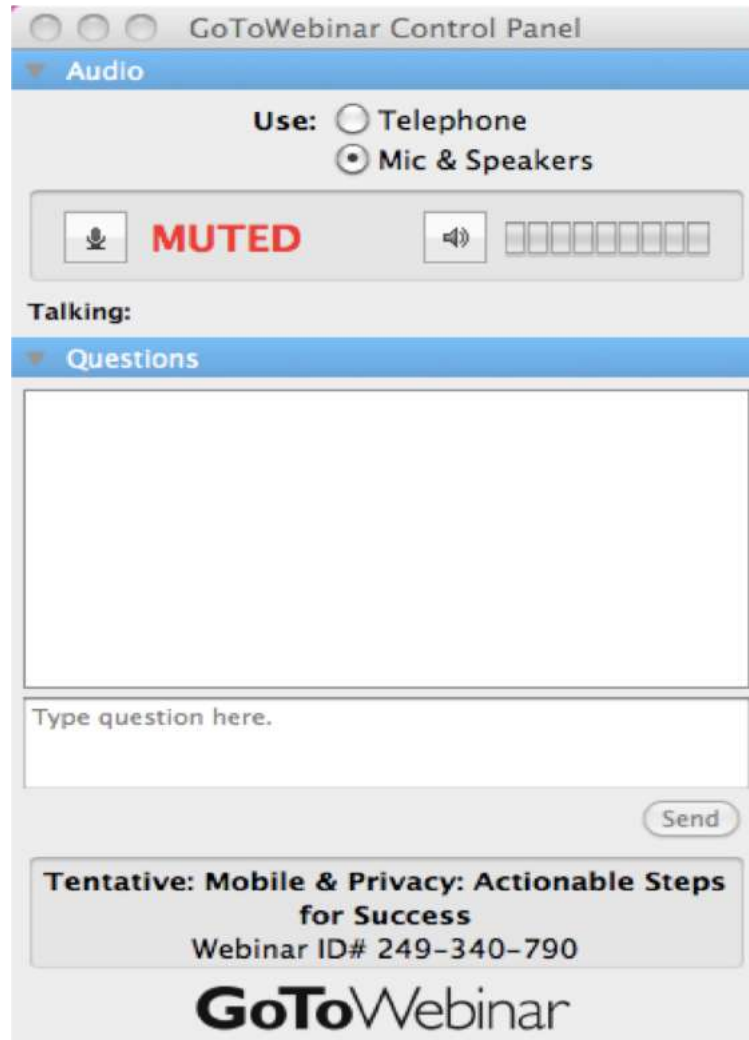 GoToWebinar Control Panel
Audio
Use: Telephone
Mic & Speakers
MUTED
Talking:
Questions
Type question here.
Send
Tentative: Mobile & Privacy: Actionable Steps
for Success
Webinar ID# 249-340-790
GoToWebinar